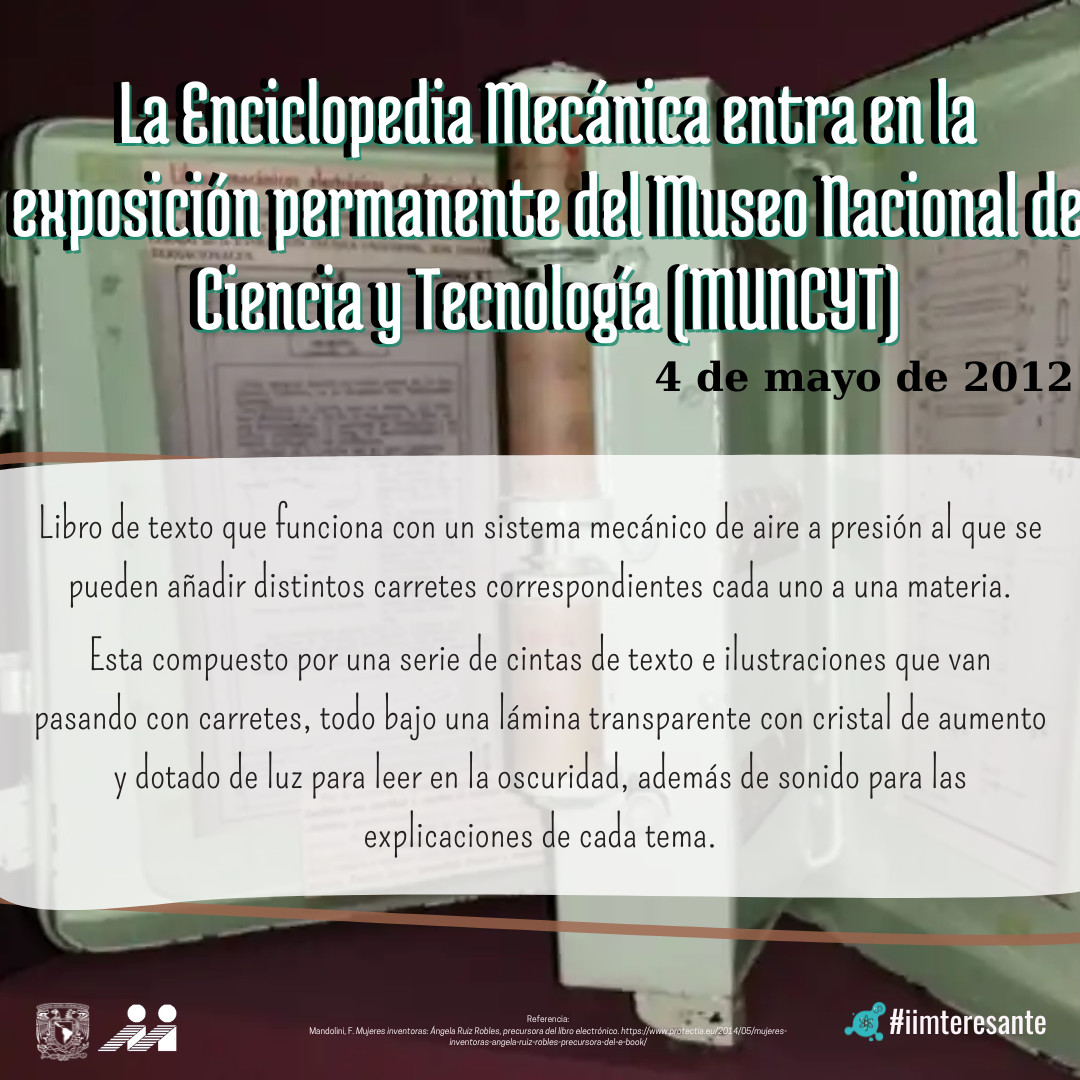 La Enciclopedia Mecánica entra en la
exposición permanente del Museo Nacional de
Ciencia y Tecnología (MUNCYT)
4 de mayo de 2012
Libro de texto que funciona con un sistema mecánico de aire a presión al que se
pueden añadir distintos carretes correspondientes cada uno a una materia.
Esta compuesto por una serie de cintas de texto e ilustraciones que van
pasando con carretes, todo bajo una lámina transparente con cristal de aumento
y dotado de luz para leer en la oscuridad, además de sonido para las
explicaciones de cada tema.
Referencia:
Mandolini, F. Mujeres inventoras: Ángela Ruiz Robles, precursora del libro electrónico. https://www.protectia.eu/2014/05/mujeres-
inventoras-angela-ruiz-robles-precursora-del-e-book/
#iimteresante